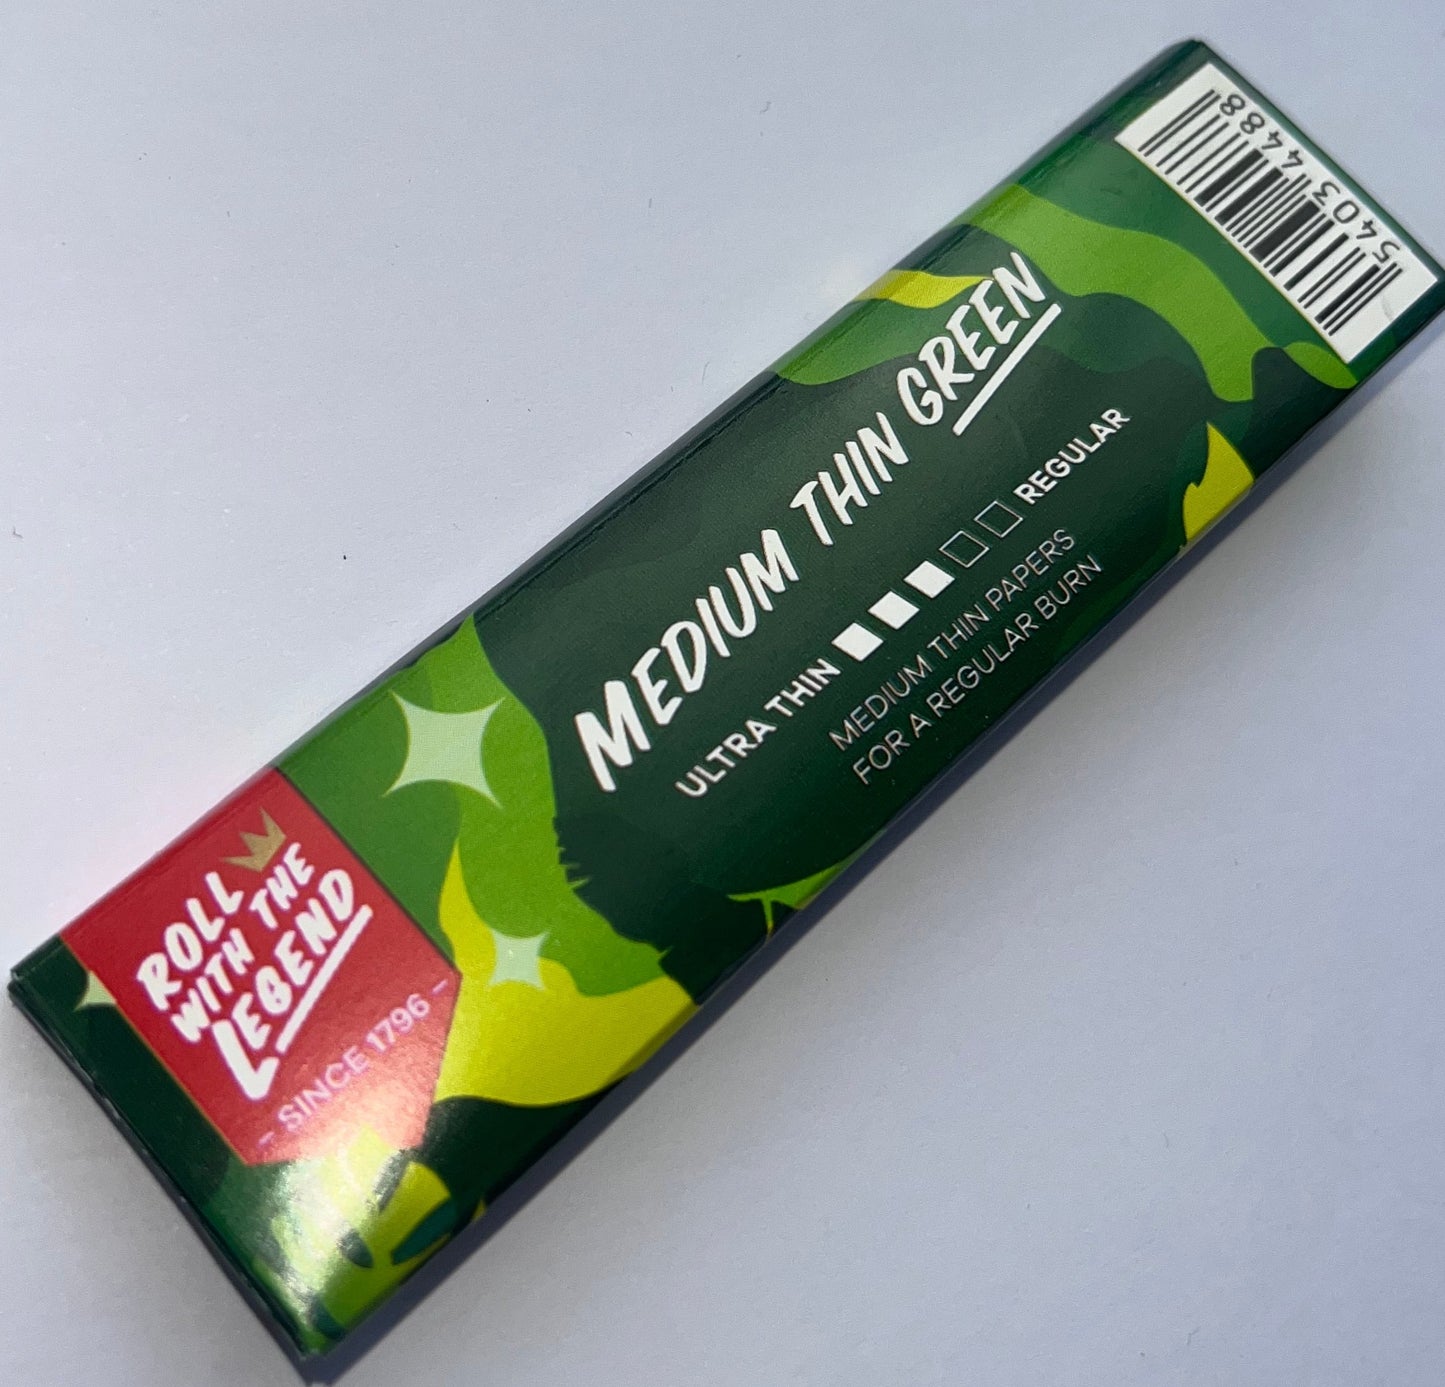 MEDIUM THIN GREEN
ULTRA THIN REGULAR
MEDIUM THIN PAPERS
FOR A REGULAR BURN
ROLL
WITH THE
LEGEND
- SINCE 1796 -
5403 4488